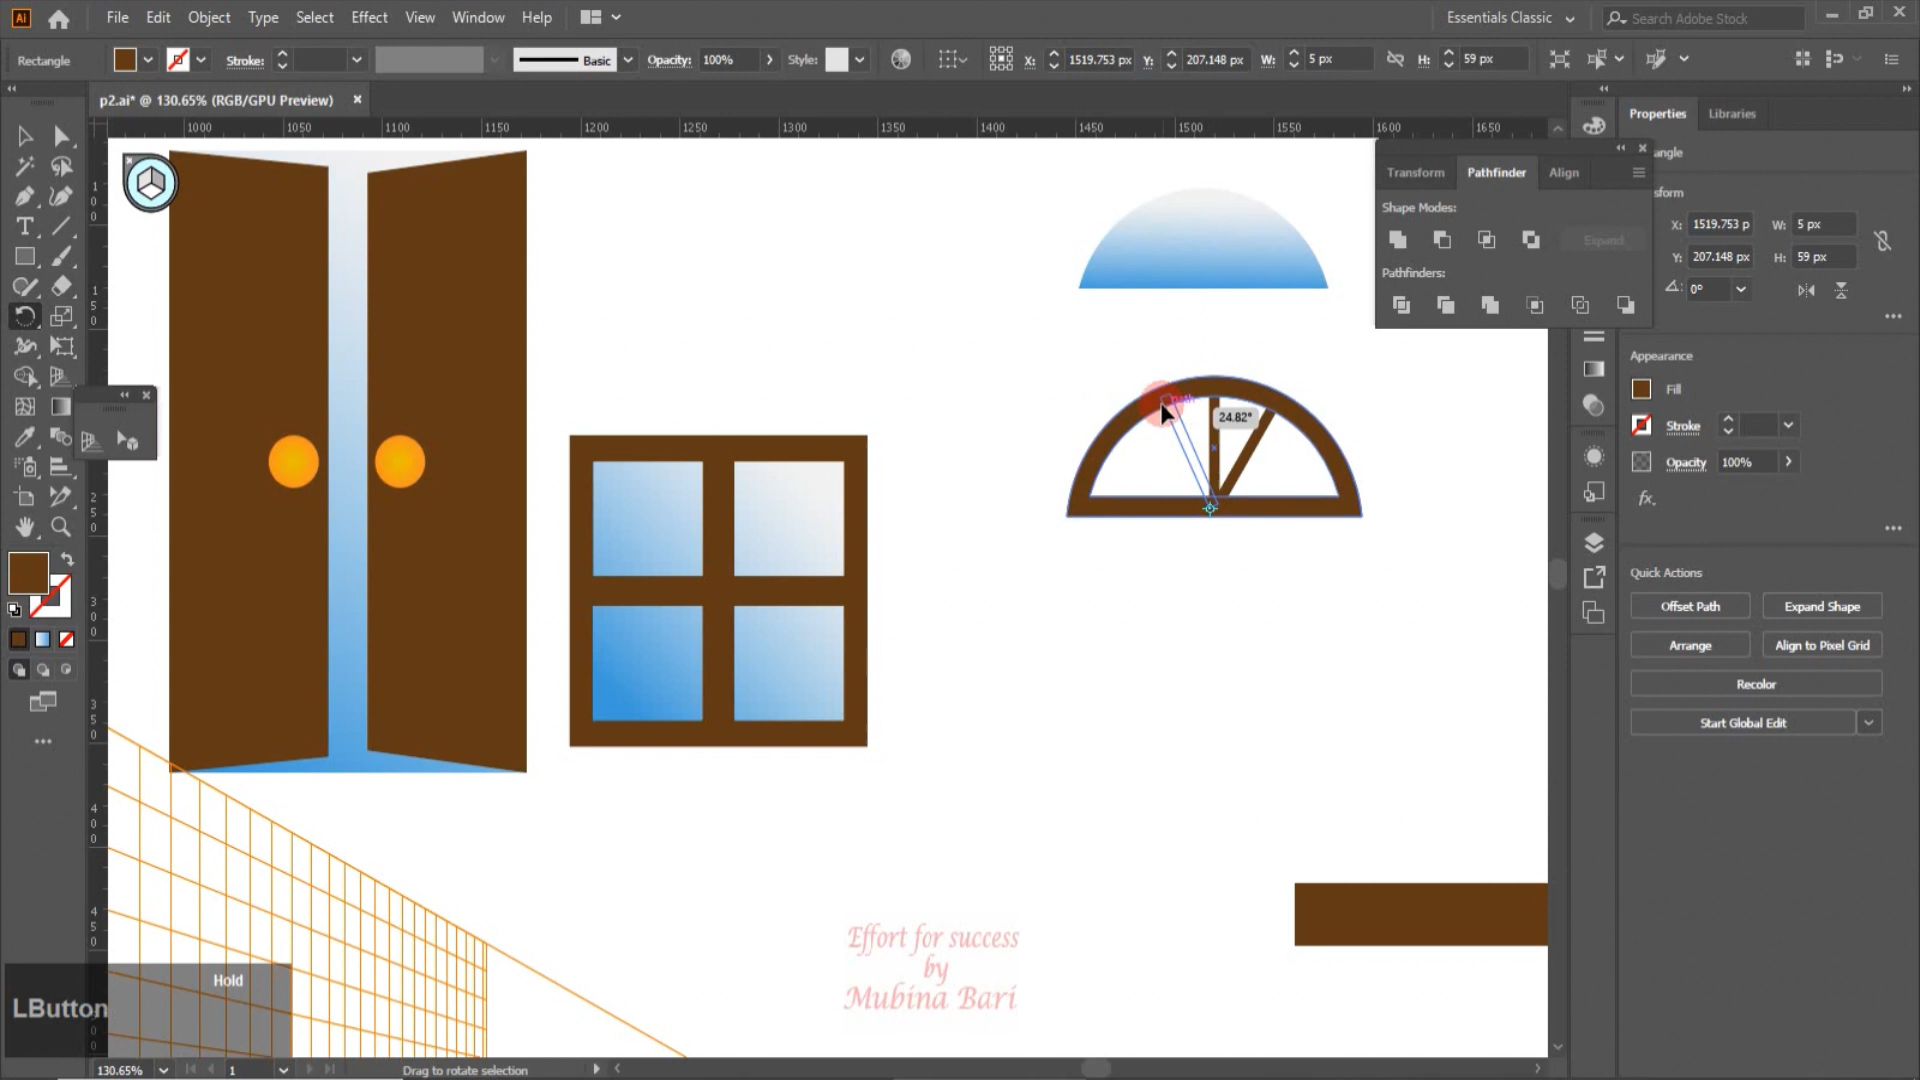 File Edit Object Type Select Effect View Window Help
Essentials Classic
Search Adobe Stock
Rectangle
Stroke:
Basic
Opacity: 100%
Style:
X: 1519.753 px
Y: 207.148 px
W: 5 px
H: 59 px
p2.ai* @ 130.65% (RGB/GPU Preview)
1000 1050 1100 1150 1200 1250 1300 1350 1400 1450 1500 1550 1600 1650
Properties
Libraries
Transform
Pathfinder
Align
Shape Modes:
Expand
Pathfinders:
X: 1519.753 p
W: 5 px
Y: 207.148 px
H: 59 px
0°
Appearance
Fill
Stroke
Opacity 100%
fx.
Quick Actions
Offset Path
Expand Shape
Arrange
Align to Pixel Grid
Recolor
Start Global Edit
24.82°
Effort for success
by
Mubina Bari
Hold
LButton
130.65%
1
Drag to rotate selection